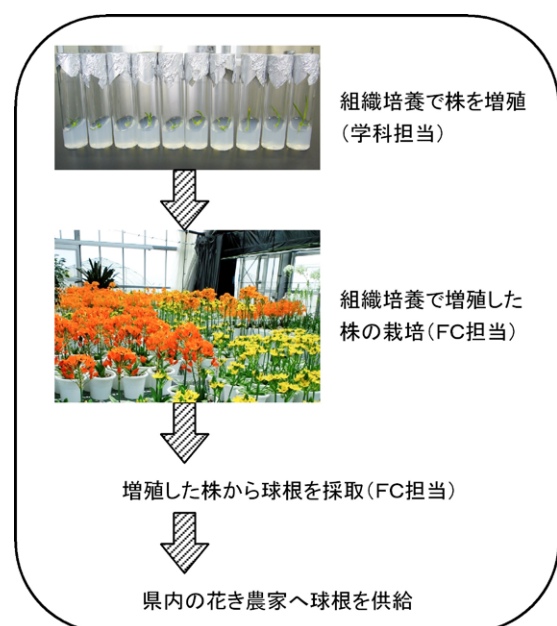 組織培養で株を増殖
(学科担当)
組織培養で増殖した
株の栽培(FC担当)
増殖した株から球根を採取(FC担当)
県内の花き農家へ球根を供給